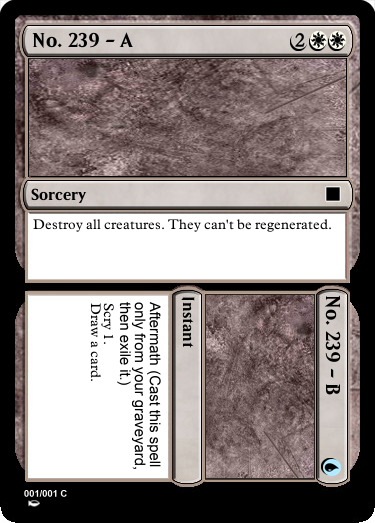 No. 239 – A
2
Sorcery
Destroy all creatures. They can't be regenerated.
No. 239 – B
Instant
Aftermath (Cast this spell
only from your graveyard,
then exile it.)
Scry 1.
Draw a card.
001/001 C